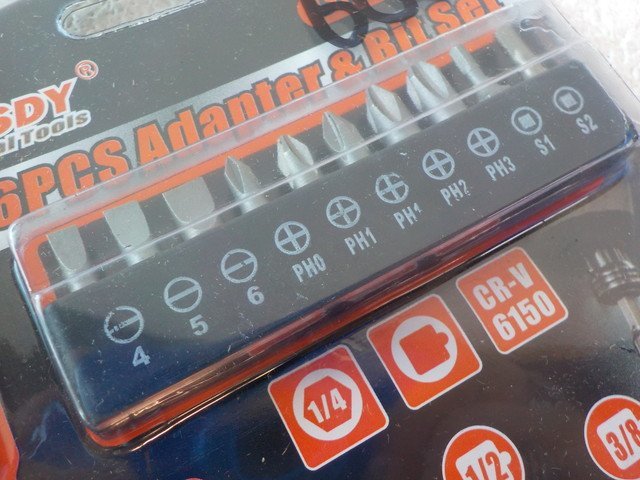 SDY®
al Tools
6PCS Adapter & Bit Set
4 5 6 PH0 PH1 PH1 PH2 PH3 S1 S2
CR-V
6150
1/4
1/2
3/8